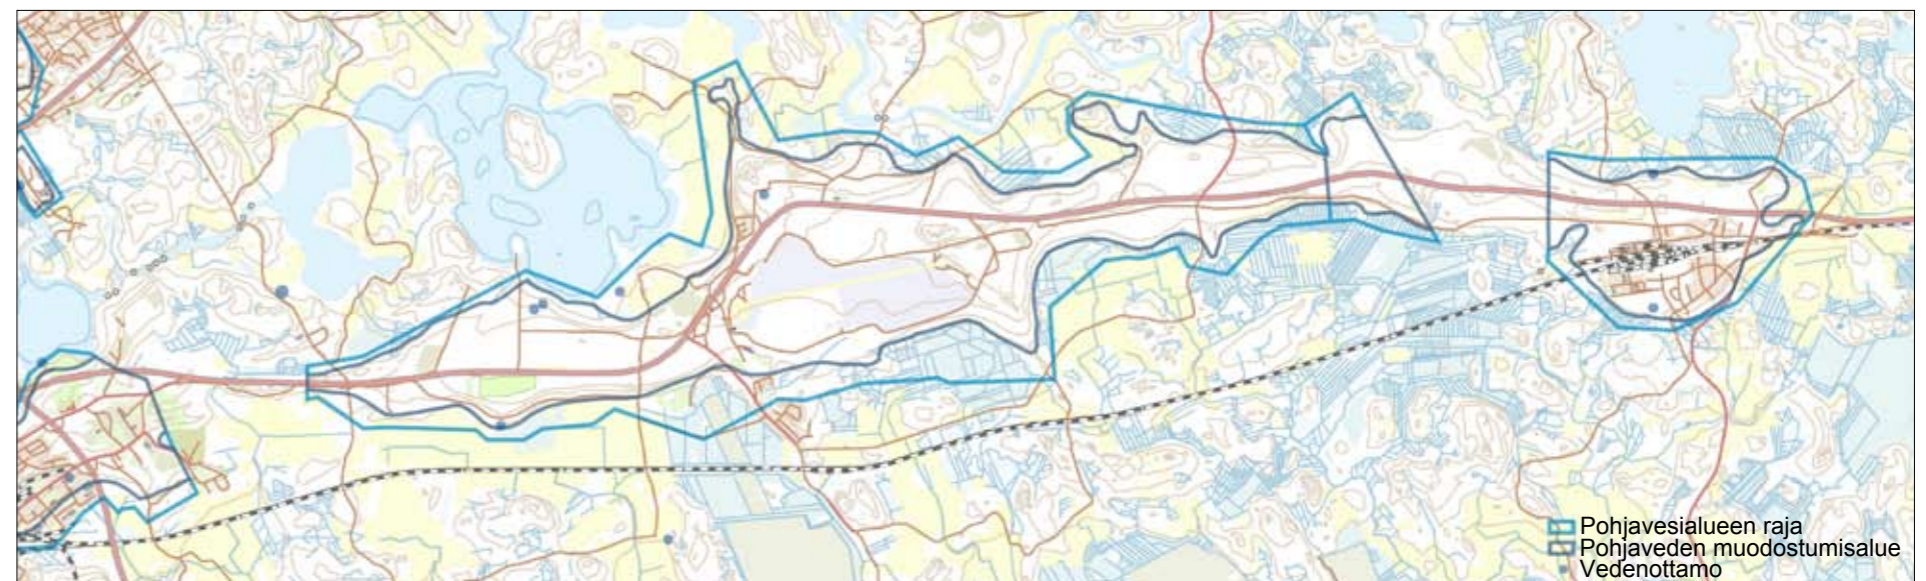 Pohjavesialueen raja
Pohjaveden muodostumisalue
Vedenottamo